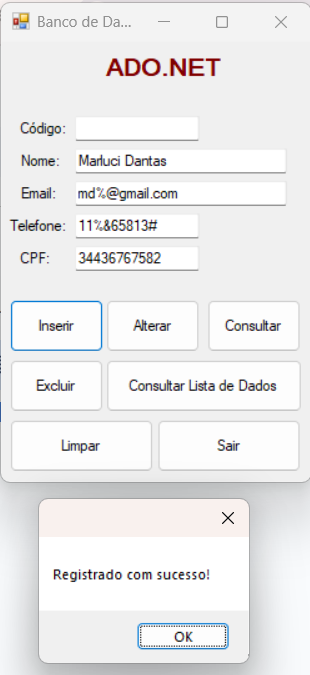 Banco de Da...
ADO.NET
Código:
Nome: Marluci Dantas
Email: md%@gmail.com
Telefone: 11%&65813#
CPF: 34436767582
Inserir Alterar Consultar
Excluir Consultar Lista de Dados
Limpar Sair
Registrado com sucesso!
OK